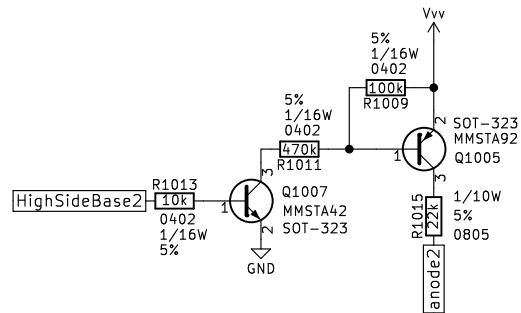 Vvv
5%
1/16W
0402
100k
R1009
5%
1/16W
0402
470k
R1011
1
2
3
SOT-323
MMSTA92
Q1005
HighSideBase2
R1013
10k
0402
1/16W
5%
1
3
2
Q1007
MMSTA42
SOT-323
GND
R1015
22k
1/10W
5%
0805
anode2